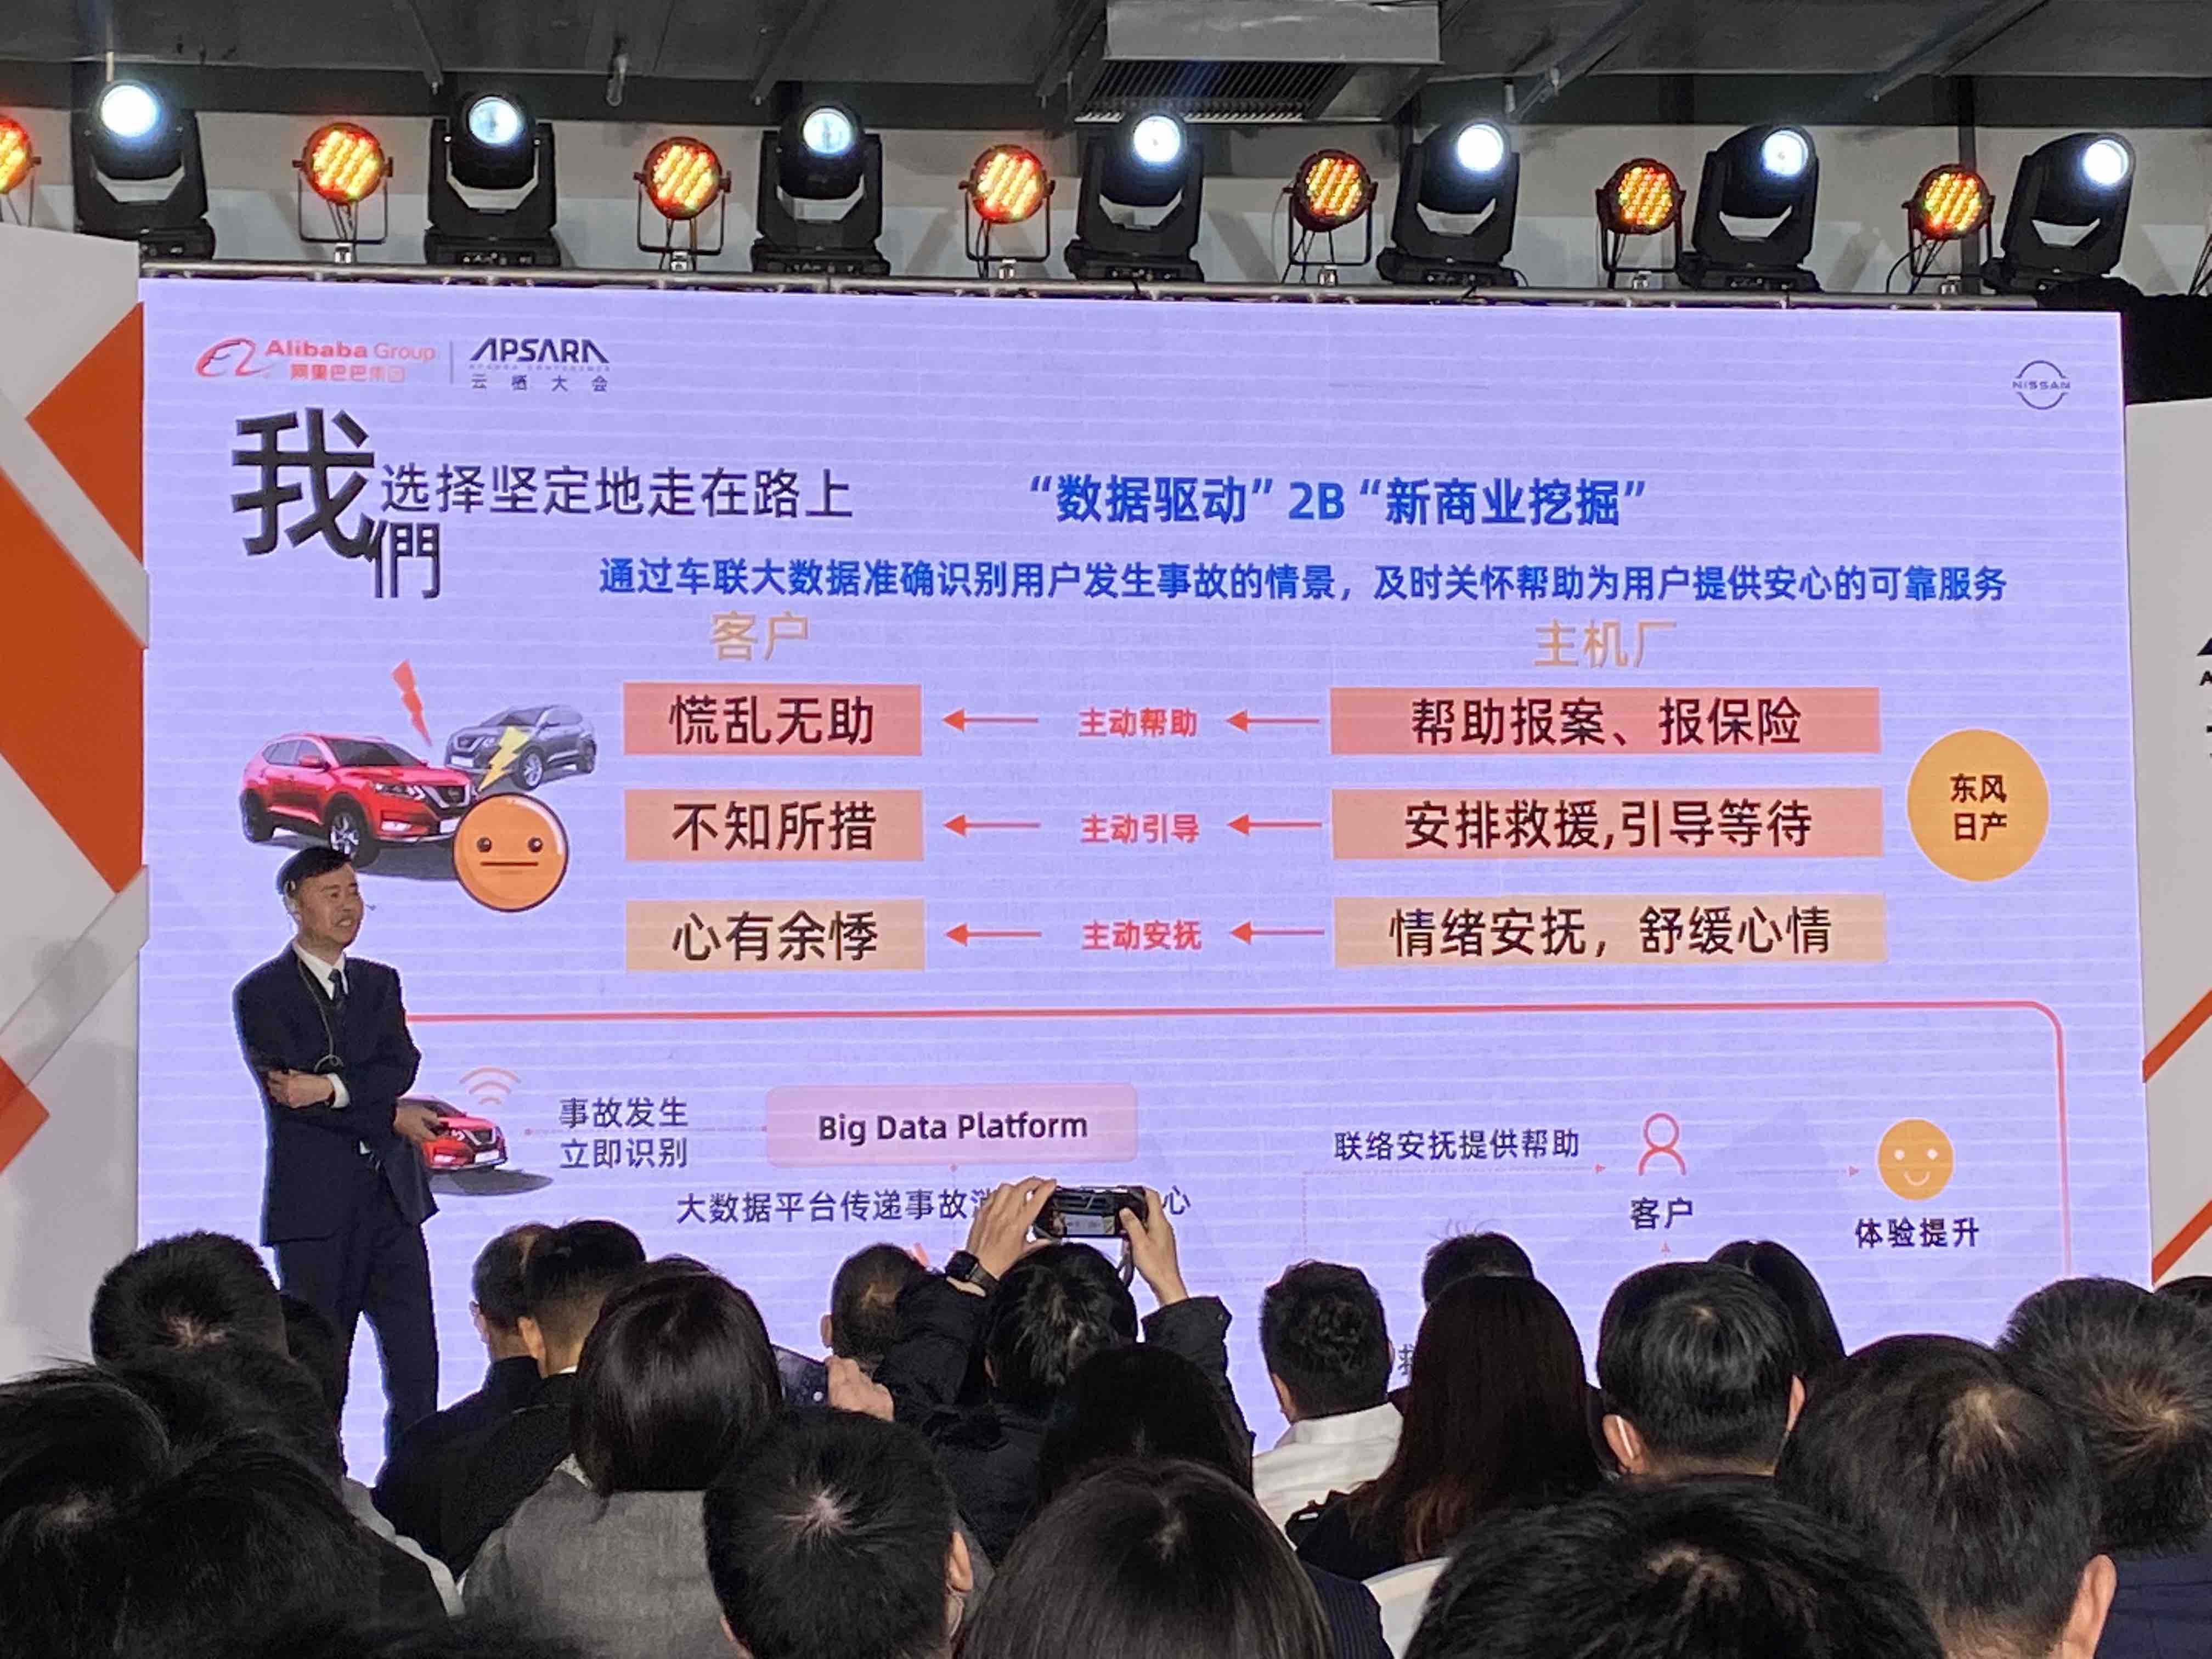 Alibaba Group
阿里巴巴集团
APSARA
APSARA CONFERENCE
云栖大会
NISSAN
我們选择坚定地走在路上
“数据驱动”2B“新商业挖掘”
通过车联大数据准确识别用户发生事故的情景，及时关怀帮助为用户提供安心的可靠服务
客户
主机厂
慌乱无助
主动帮助
帮助报案、报保险
不知所措
主动引导
安排救援,引导等待
东风
日产
心有余悸
主动安抚
情绪安抚，舒缓心情
事故发生
立即识别
Big Data Platform
大数据平台传递事故
心
联络安抚提供帮助
客户
体验提升